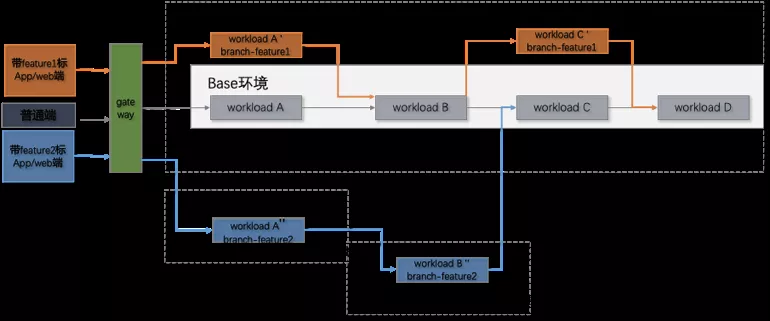 workload A '
branch-feature1
workload C '
branch-feature1
带feature1标
App/web端
gate
way
普通端
带feature2标
App/web端
Base环境
workload A
workload B
workload C
workload D
workload A ''
branch-feature2
workload B ''
branch-feature2